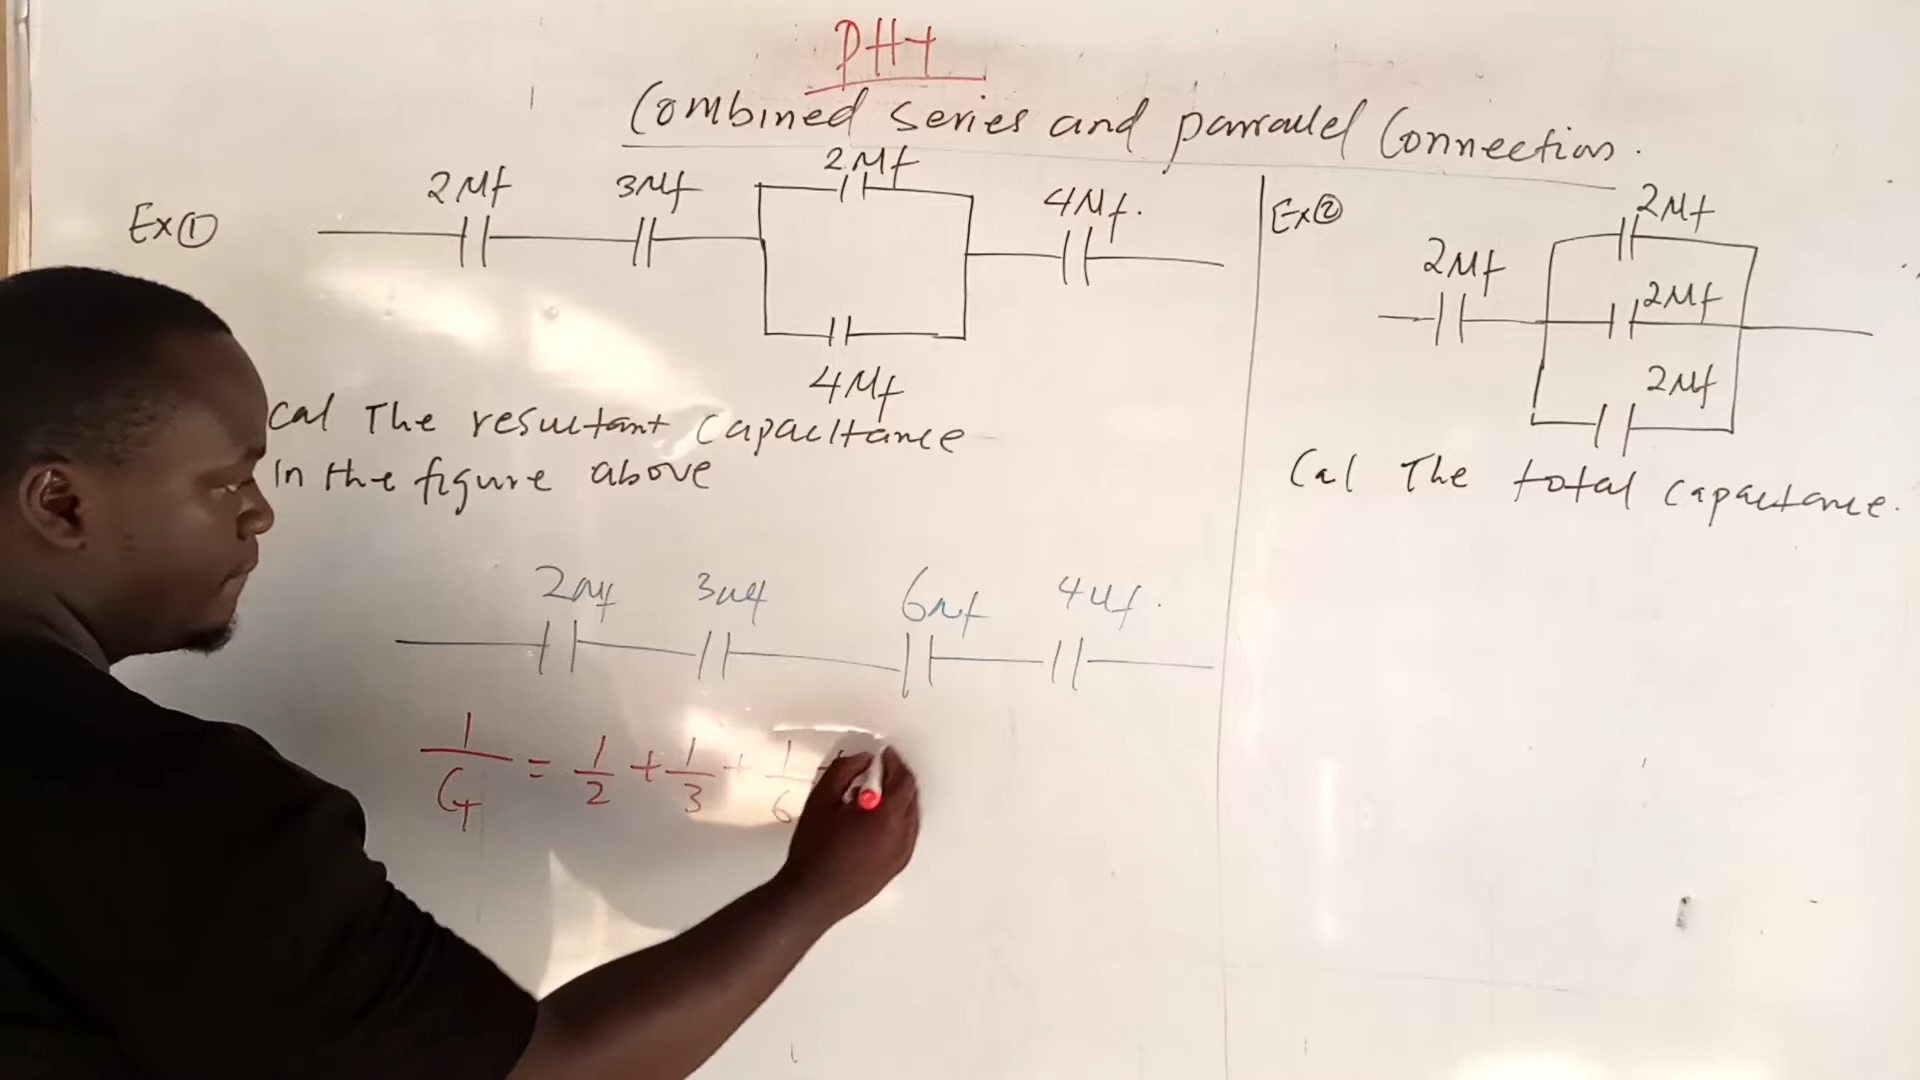 PHY
Combined series and parrallel Connection.
Ex①
2Mf
3Mf
2Mf
4Mf.
4Mf
Cal The resultant Capacitance
In the figure above
2Mf
3Mf
6Mf
4Mf.
1/CT = 1/2 + 1/3 + 1/6 +
Ex②
2Mf
2Mf
2Mf
2Mf
Cal The total capacitance.